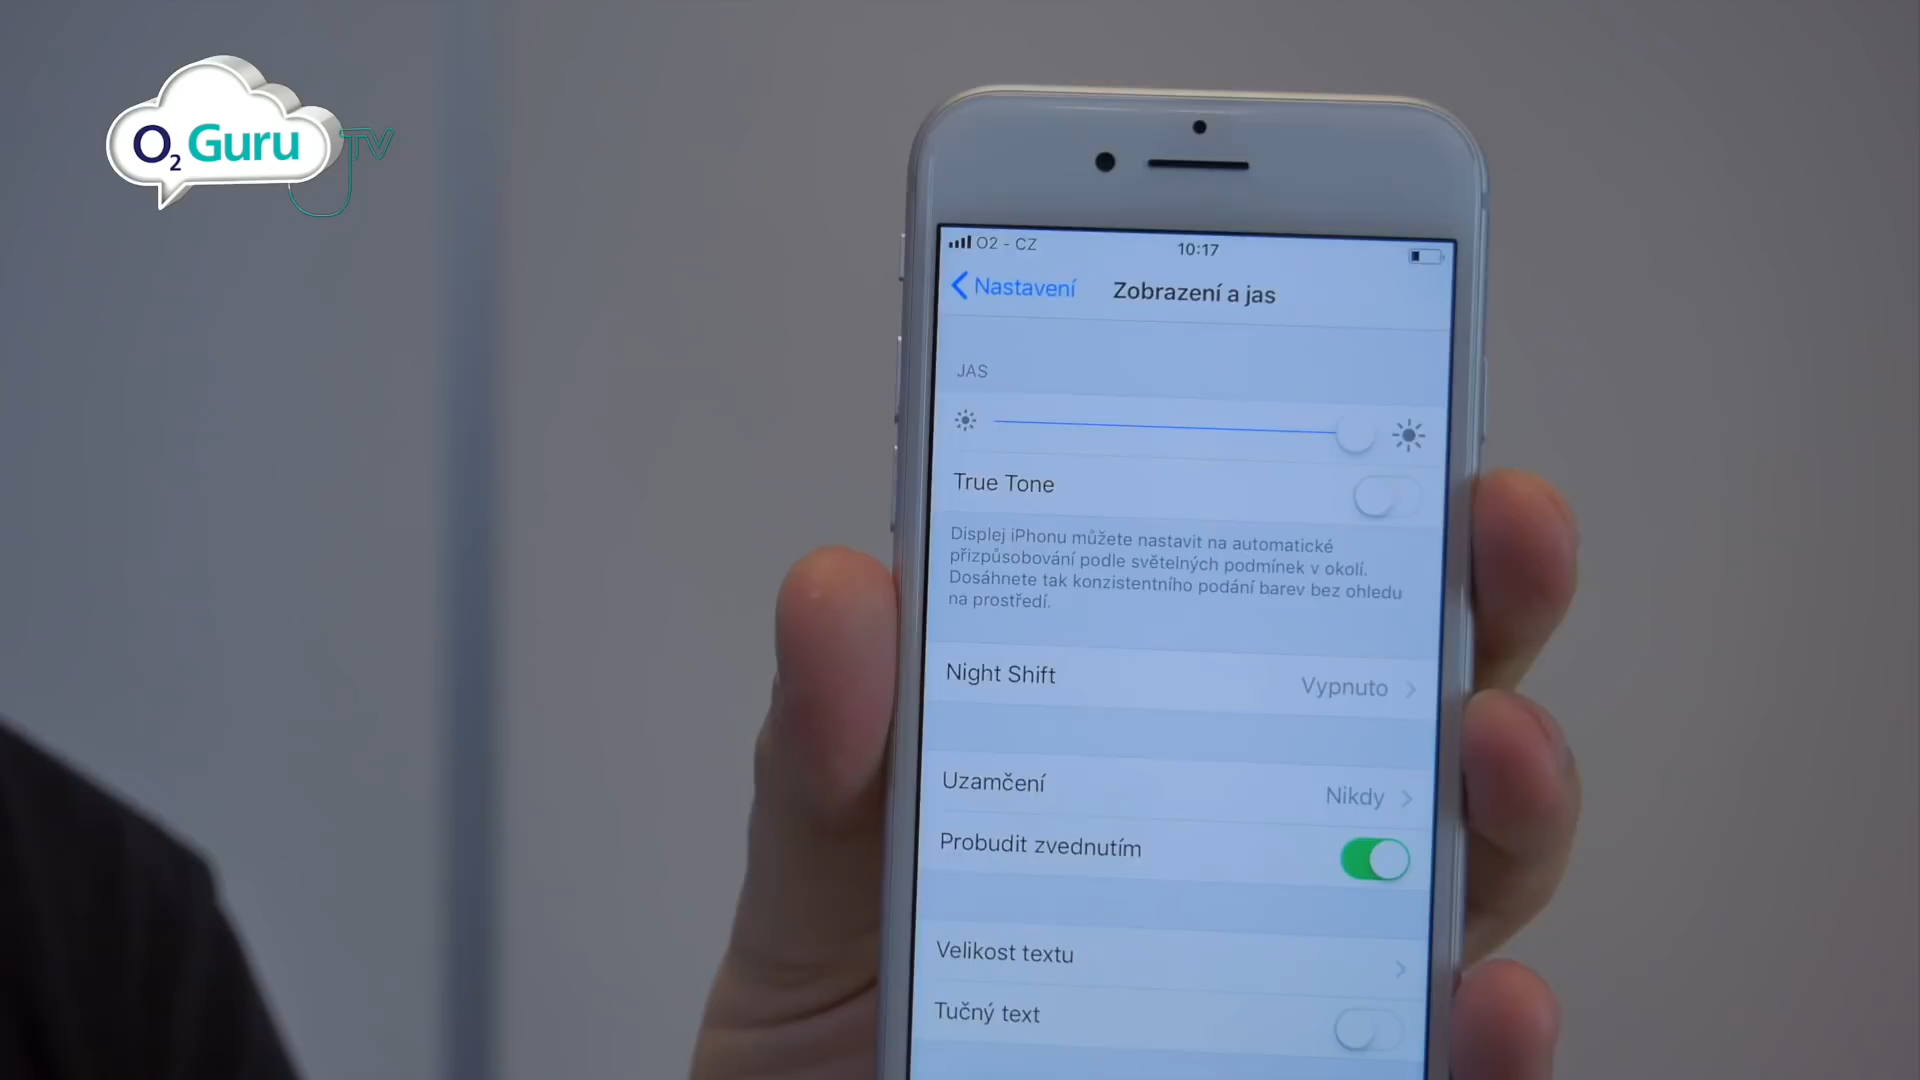 O2 Guru TV
O2 - CZ 10:17
Nastavení Zobrazení a jas
JAS
True Tone
Displej iPhonu můžete nastavit na automatické
přizpůsobování podle světelných podmínek v okolí.
Dosáhnete tak konzistentního podání barev bez ohledu
na prostředí.
Night Shift Vypnuto
Uzamčení Nikdy
Probudit zvednutím
Velikost textu
Tučný text